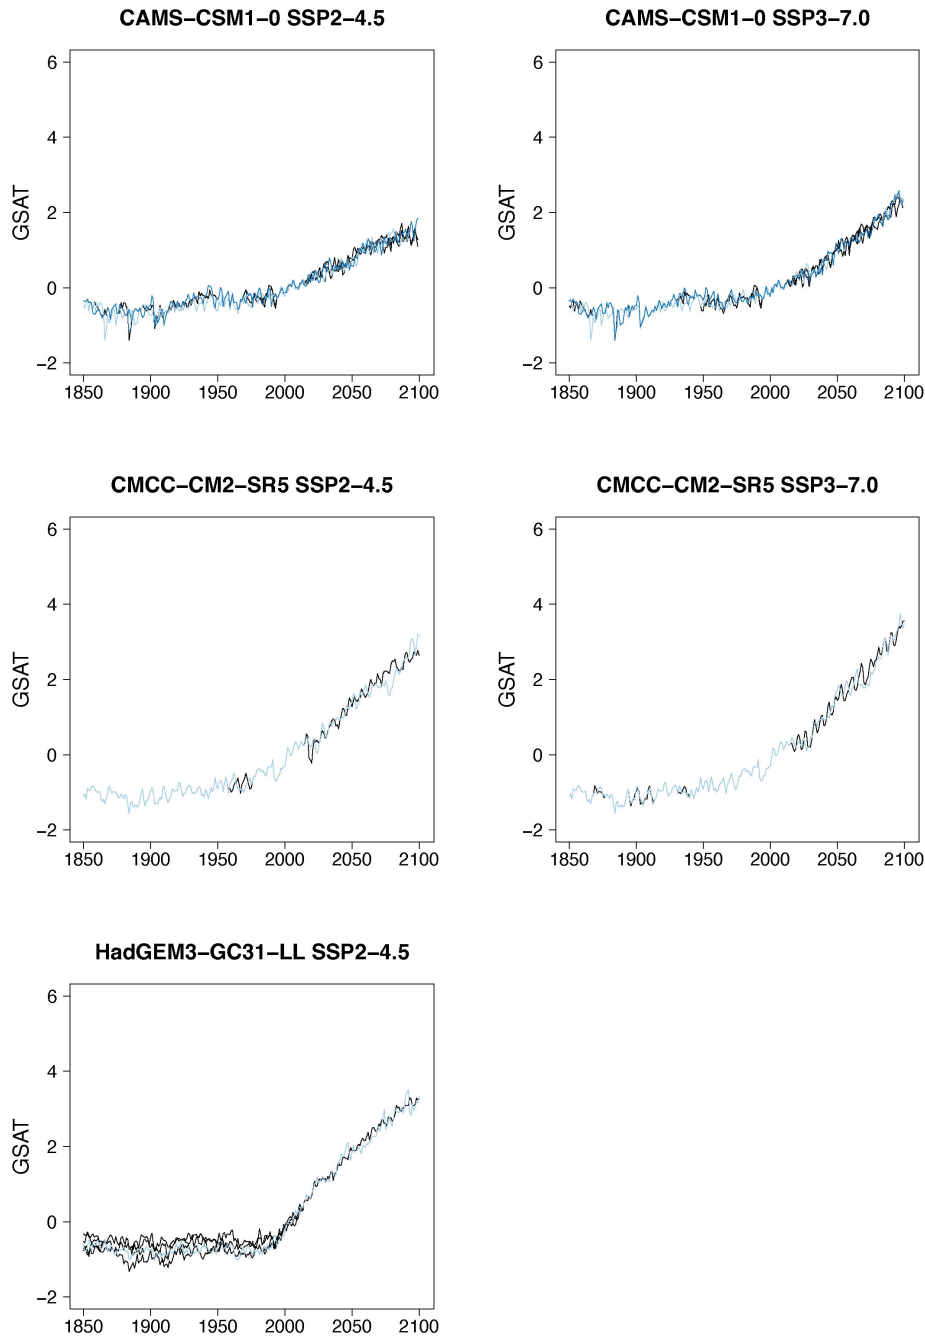 CAMS−CSM1−0 SSP2−4.5
GSAT
6
4
2
0
−2
1850 1900 1950 2000 2050 2100
CAMS−CSM1−0 SSP3−7.0
GSAT
6
4
2
0
−2
1850 1900 1950 2000 2050 2100
CMCC−CM2−SR5 SSP2−4.5
GSAT
6
4
2
0
−2
1850 1900 1950 2000 2050 2100
CMCC−CM2−SR5 SSP3−7.0
GSAT
6
4
2
0
−2
1850 1900 1950 2000 2050 2100
HadGEM3−GC31−LL SSP2−4.5
GSAT
6
4
2
0
−2
1850 1900 1950 2000 2050 2100